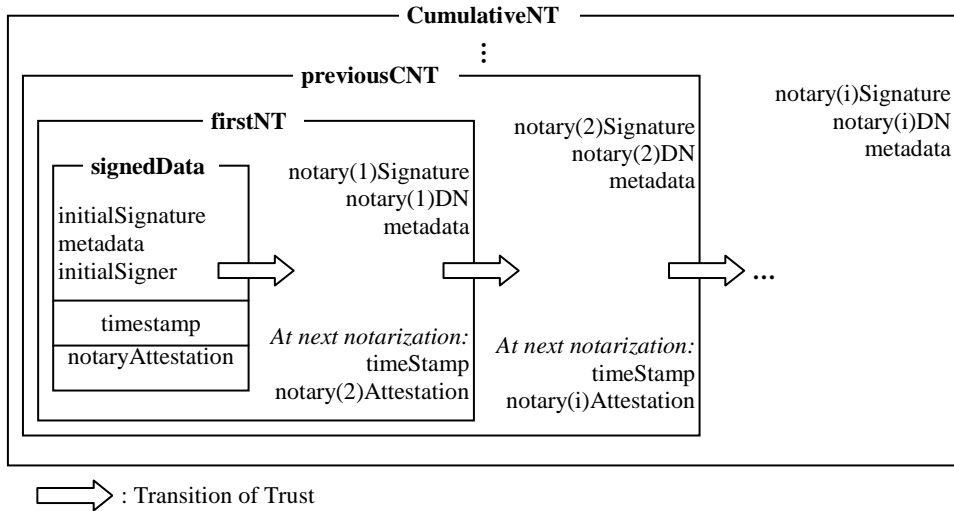 CumulativeNT
⋮
previousCNT
firstNT
signedData
initialSignature
metadata
initialSigner
timestamp
notaryAttestation
notary(1)Signature
notary(1)DN
metadata
At next notarization:
timeStamp
notary(2)Attestation
notary(2)Signature
notary(2)DN
metadata
At next notarization:
timeStamp
notary(i)Attestation
...
notary(i)Signature
notary(i)DN
metadata
: Transition of Trust